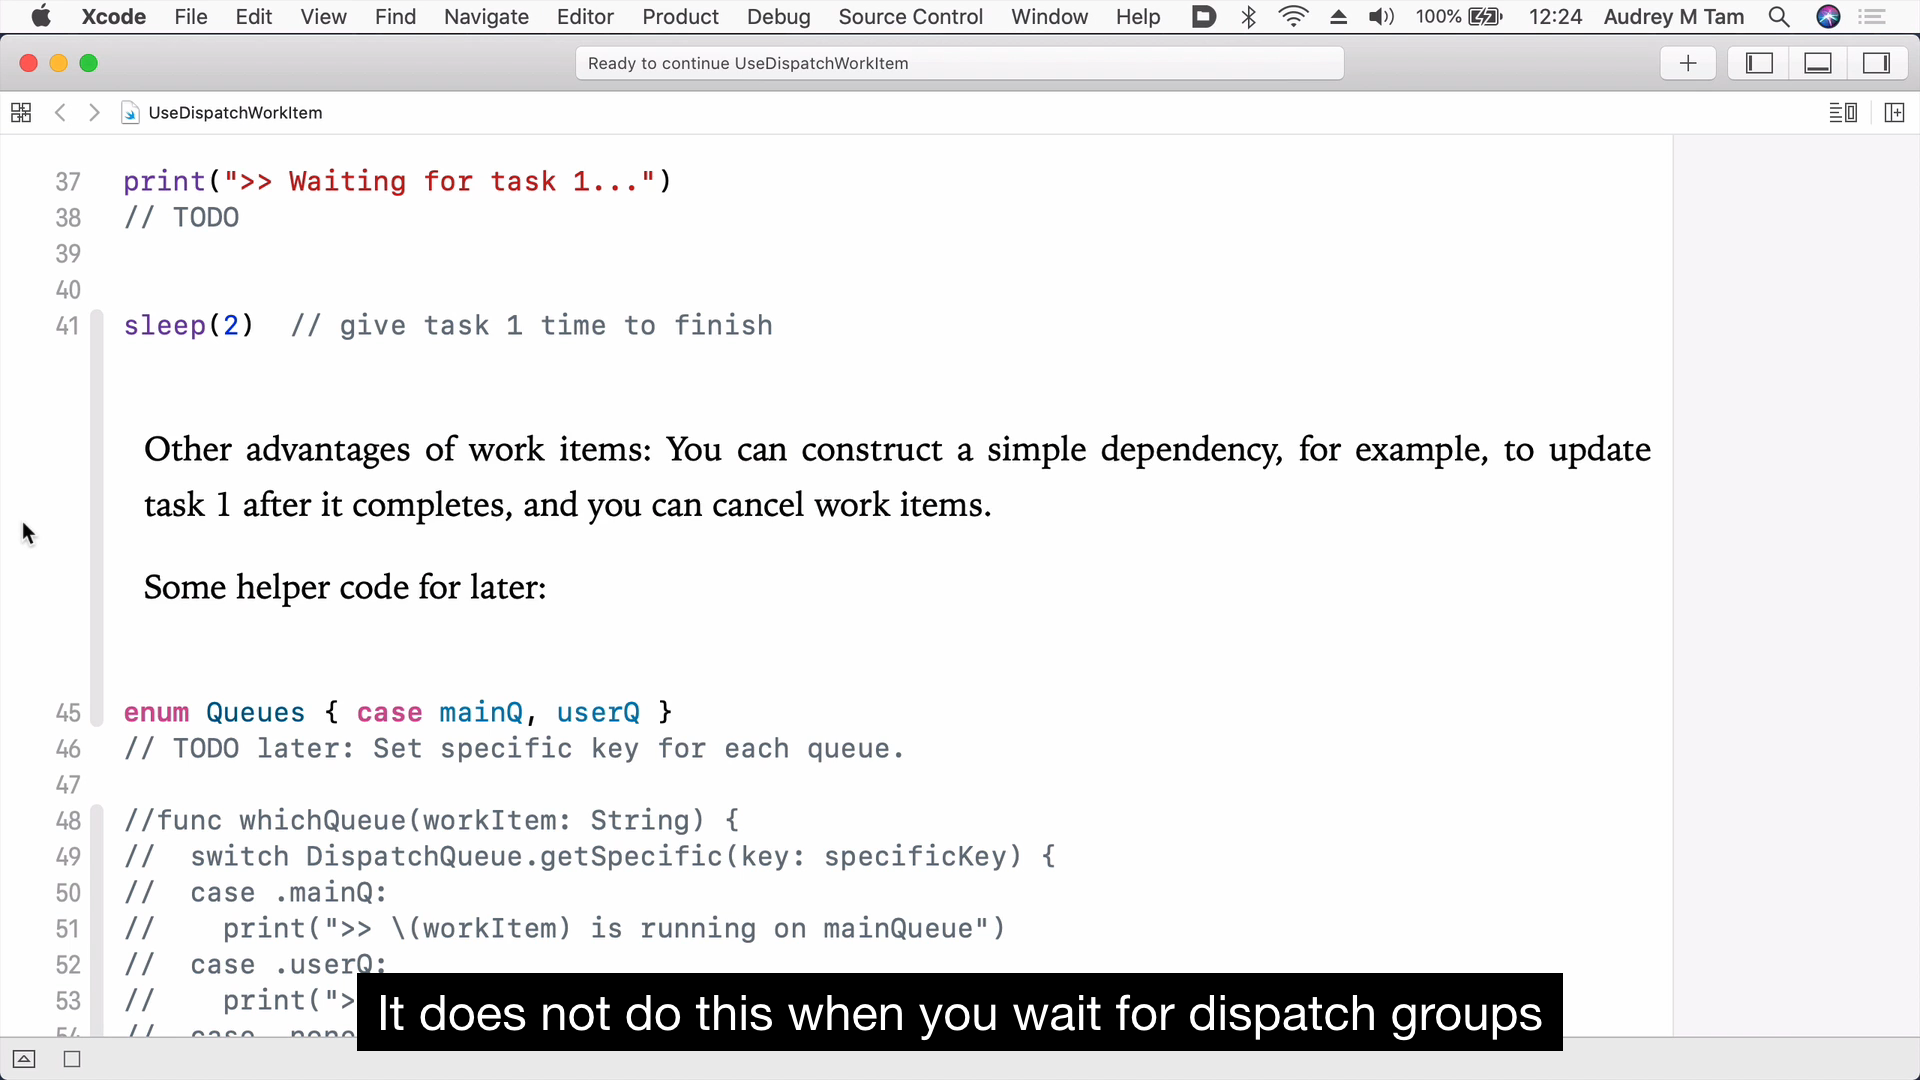 Xcode File Edit View Find Navigate Editor Product Debug Source Control Window Help 100% 12:24 Audrey M Tam
Ready to continue UseDispatchWorkItem
UseDispatchWorkItem
37 print(">> Waiting for task 1...")
38 // TODO
39
40
41 sleep(2) // give task 1 time to finish
Other advantages of work items: You can construct a simple dependency, for example, to update
task 1 after it completes, and you can cancel work items.
Some helper code for later:
45 enum Queues { case mainQ, userQ }
46 // TODO later: Set specific key for each queue.
47
48 //func whichQueue(workItem: String) {
49 //  switch DispatchQueue.getSpecific(key: specificKey) {
50 //  case .mainQ:
51 //    print(">> \(workItem) is running on mainQueue")
52 //  case .userQ:
53 //    print(">
54 //  case .none
It does not do this when you wait for dispatch groups